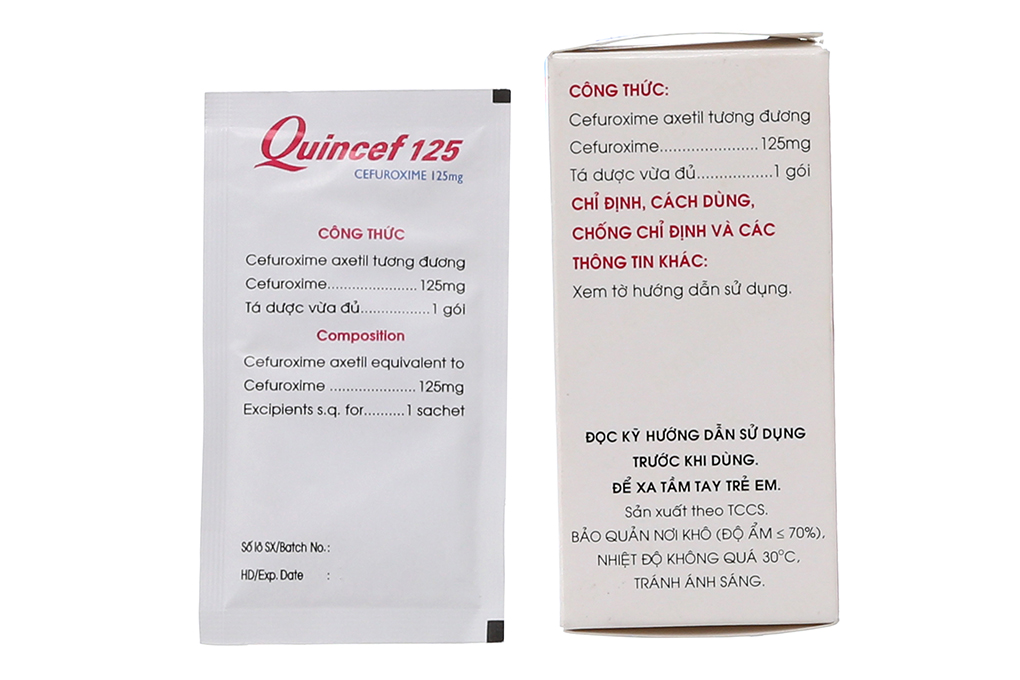 Quincef 125
CEFUROXIME 125mg
CÔNG THỨC
Cefuroxime axetil tương đương
Cefuroxime...................... 125mg
Tá dược vừa đủ.................1 gói
Composition
Cefuroxime axetil equivalent to
Cefuroxime ..................... 125mg
Excipients s.q. for..........1 sachet
Số lô SX/Batch No. :
HD/Exp. Date :
CÔNG THỨC:
Cefuroxime axetil tương đương
Cefuroxime......................125mg
Tá dược vừa đủ.................1 gói
CHỈ ĐỊNH, CÁCH DÙNG,
CHỐNG CHỈ ĐỊNH VÀ CÁC
THÔNG TIN KHÁC:
Xem tờ hướng dẫn sử dụng.
ĐỌC KỸ HƯỚNG DẪN SỬ DỤNG
TRƯỚC KHI DÙNG.
ĐỂ XA TẦM TAY TRẺ EM.
Sản xuất theo TCCS.
BẢO QUẢN NƠI KHÔ (ĐỘ ẨM ≤ 70%),
NHIỆT ĐỘ KHÔNG QUÁ 30°C,
TRÁNH ÁNH SÁNG.